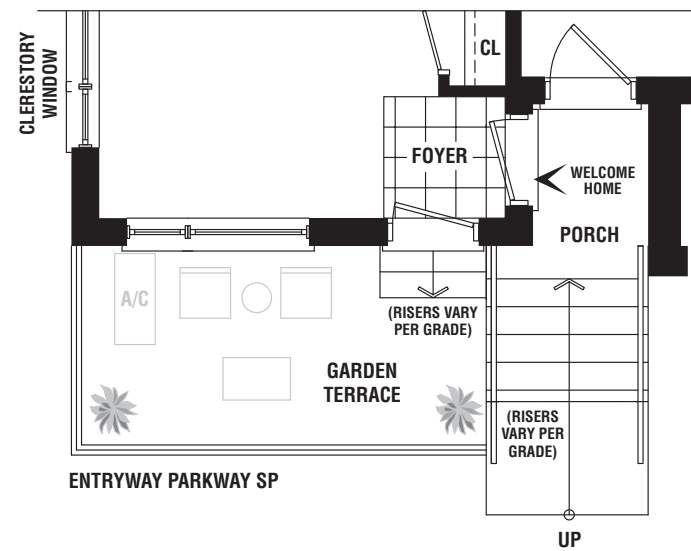 CLERESTORY
WINDOW
CL
FOYER
WELCOME
HOME
PORCH
A/C
(RISERS VARY
PER GRADE)
GARDEN
TERRACE
(RISERS
VARY PER
GRADE)
ENTRYWAY PARKWAY SP
UP